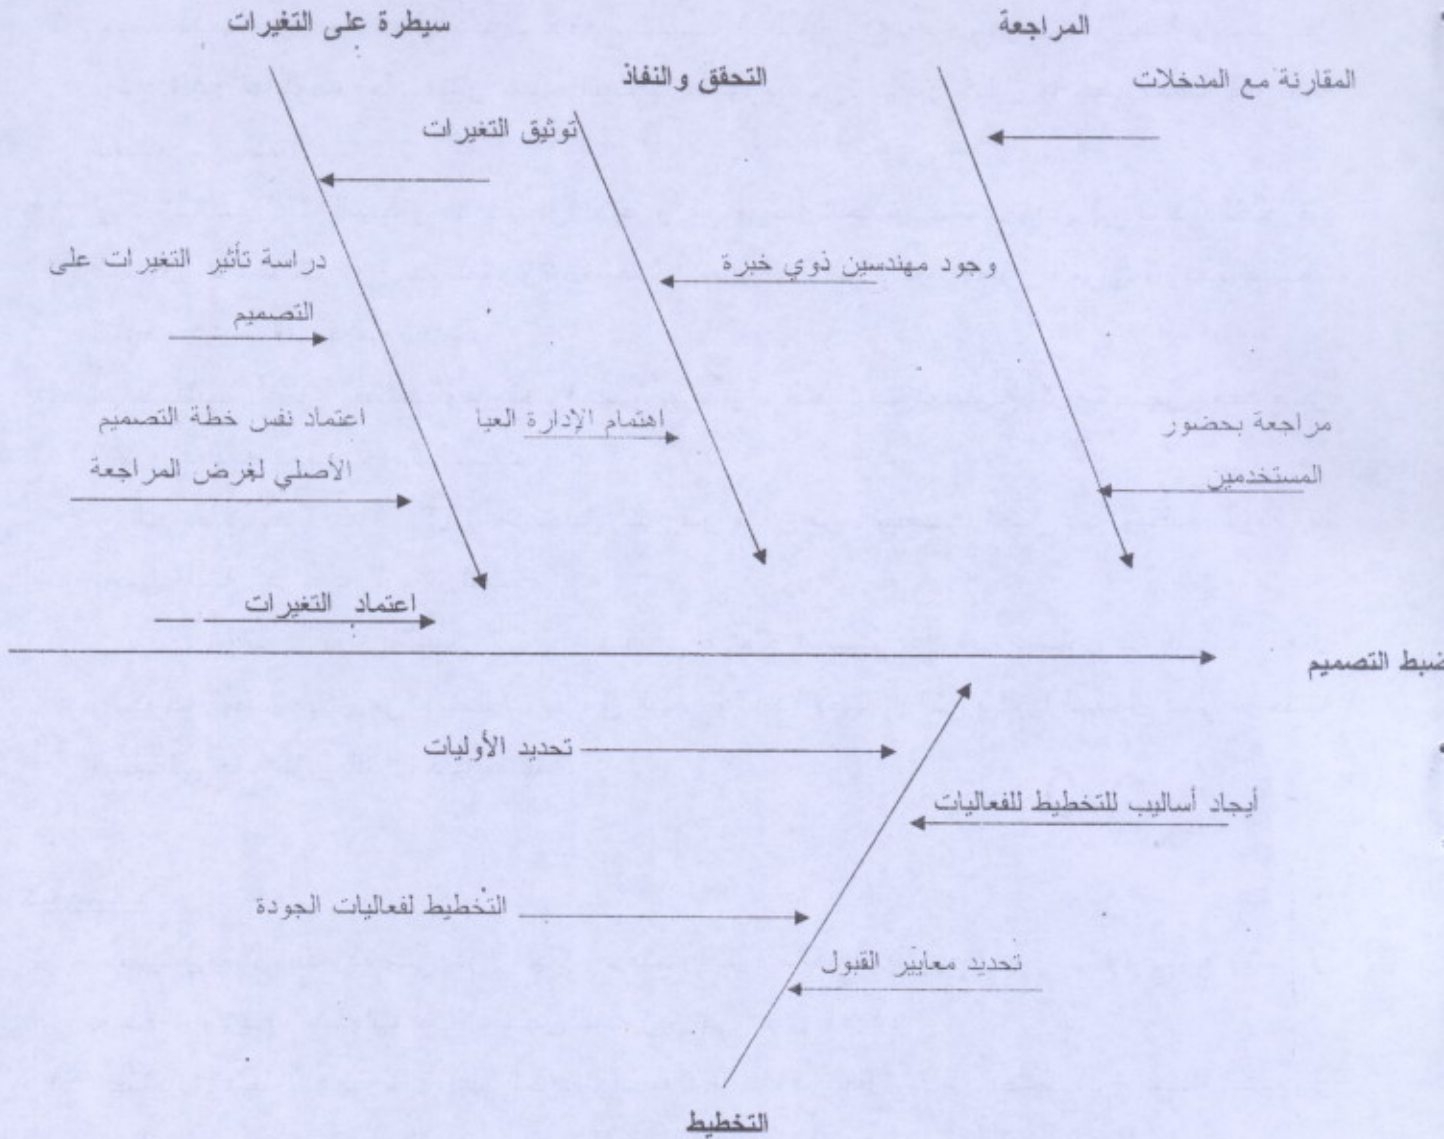 المراجعة
سيطرة على التغيرات
التحقق والنفاذ
المقارنة مع المدخلات
توثيق التغيرات
وجود مهندسين ذوي خبرة
دراسة تأثير التغيرات على
التصميم
مراجعة بحضور
المستخدمين
اهتمام الإدارة العيا
اعتماد نفس خطة التصميم
الأصلي لغرض المراجعة
اعتماد التغيرات
ضبط التصميم
تحديد الأوليات
أيجاد أساليب للتخطيط للفعاليات
التخطيط لفعاليات الجودة
تحديد معايير القبول
التخطيط